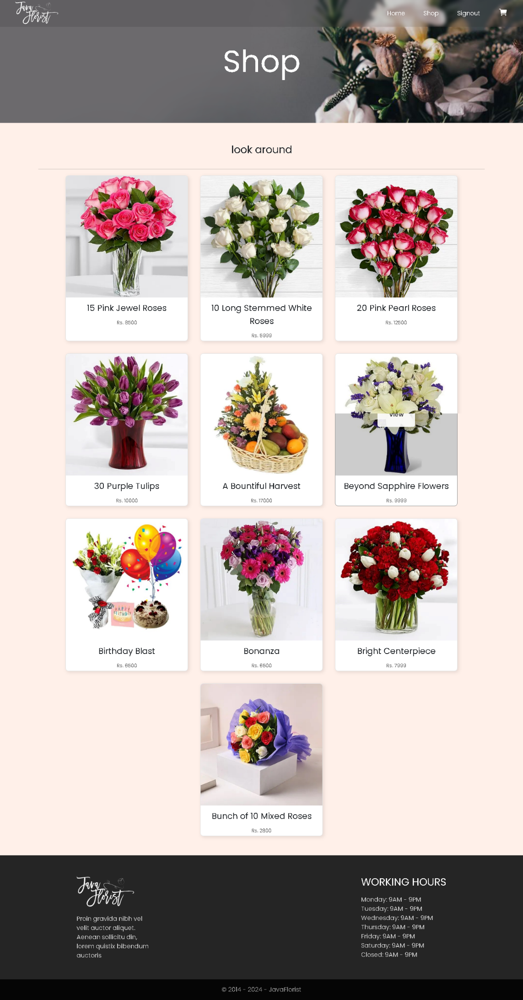 Java
Florist
Home
Shop
Signout
Shop
look around
15 Pink Jewel Roses
Rs. 8500
10 Long Stemmed White
Roses
Rs. 5999
20 Pink Pearl Roses
Rs. 12500
30 Purple Tulips
Rs. 10000
A Bountiful Harvest
Rs. 17000
View
Beyond Sapphire Flowers
Rs. 9999
HAPPY
BIRTHDAY
Birthday Blast
Rs. 6500
Bonanza
Rs. 6500
Bright Centerpiece
Rs. 7999
Bunch of 10 Mixed Roses
Rs. 2800
Java
Florist
Proin gravida nibh vel
velit auctor aliquet.
Aenean sollicitu din,
lorem quistix bibendum
auctoris
WORKING HOURS
Monday: 9AM - 9PM
Tuesday: 9AM - 9PM
Wednesday: 9AM - 9PM
Thursday: 9AM - 9PM
Friday: 9AM - 9PM
Saturday: 9AM - 9PM
Closed: 9AM - 9PM
© 2014 - 2024 - JavaFlorist